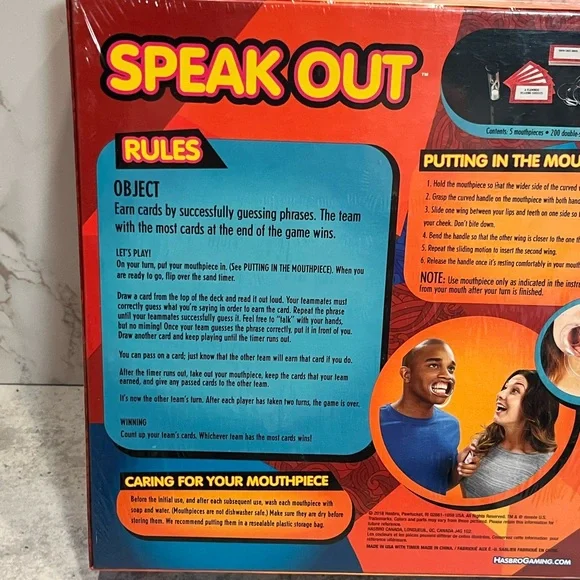 SPEAK OUT™
RULES
OBJECT
Earn cards by successfully guessing phrases. The team
with the most cards at the end of the game wins.
LET'S PLAY!
On your turn, put your mouthpiece in. (See PUTTING IN THE MOUTHPIECE). When you
are ready to go, flip over the sand timer.
Draw a card from the top of the deck and read it out loud. Your teammates must
correctly guess what you're saying in order to earn the card. Repeat the phrase
until your teammates successfully guess it. Feel free to "talk" with your hands,
but no miming! Once your team guesses the phrase correctly, put it in front of you.
Draw another card and keep playing until the timer runs out.
You can pass on a card; just know that the other team will earn that card if you do.
After the timer runs out, take out your mouthpiece, keep the cards that your team
earned, and give any passed cards to the other team.
It's now the other team's turn. After each player has taken two turns, the game is over.
WINNING
Count up your team's cards. Whichever team has the most cards wins!
CARING FOR YOUR MOUTHPIECE
Before the initial use, and after each subsequent use, wash each mouthpiece with
soap and water. (Mouthpieces are not dishwasher safe.) Make sure they are dry before
storing them. We recommend putting them in a resealable plastic storage bag.
Contents: 5 mouthpieces • 200 double-s
PUTTING IN THE MOU
1. Hold the mouthpiece so that the wider side of the curved
2. Grasp the curved handle on the mouthpiece with both hand
3. Slide one wing between your lips and teeth on one side so
your cheek. Don't bite down.
4. Bend the handle so that the other wing is closer to the one th
5. Repeat the sliding motion to insert the second wing.
6. Release the handle once it's resting comfortably in your mouth
NOTE: Use mouthpiece only as indicated in the instru
from your mouth after your turn is finished.
HASBRO CANADA, LONGUEUIL, QC, CANADA J4G 1G2.
HASBROGAMING.COM